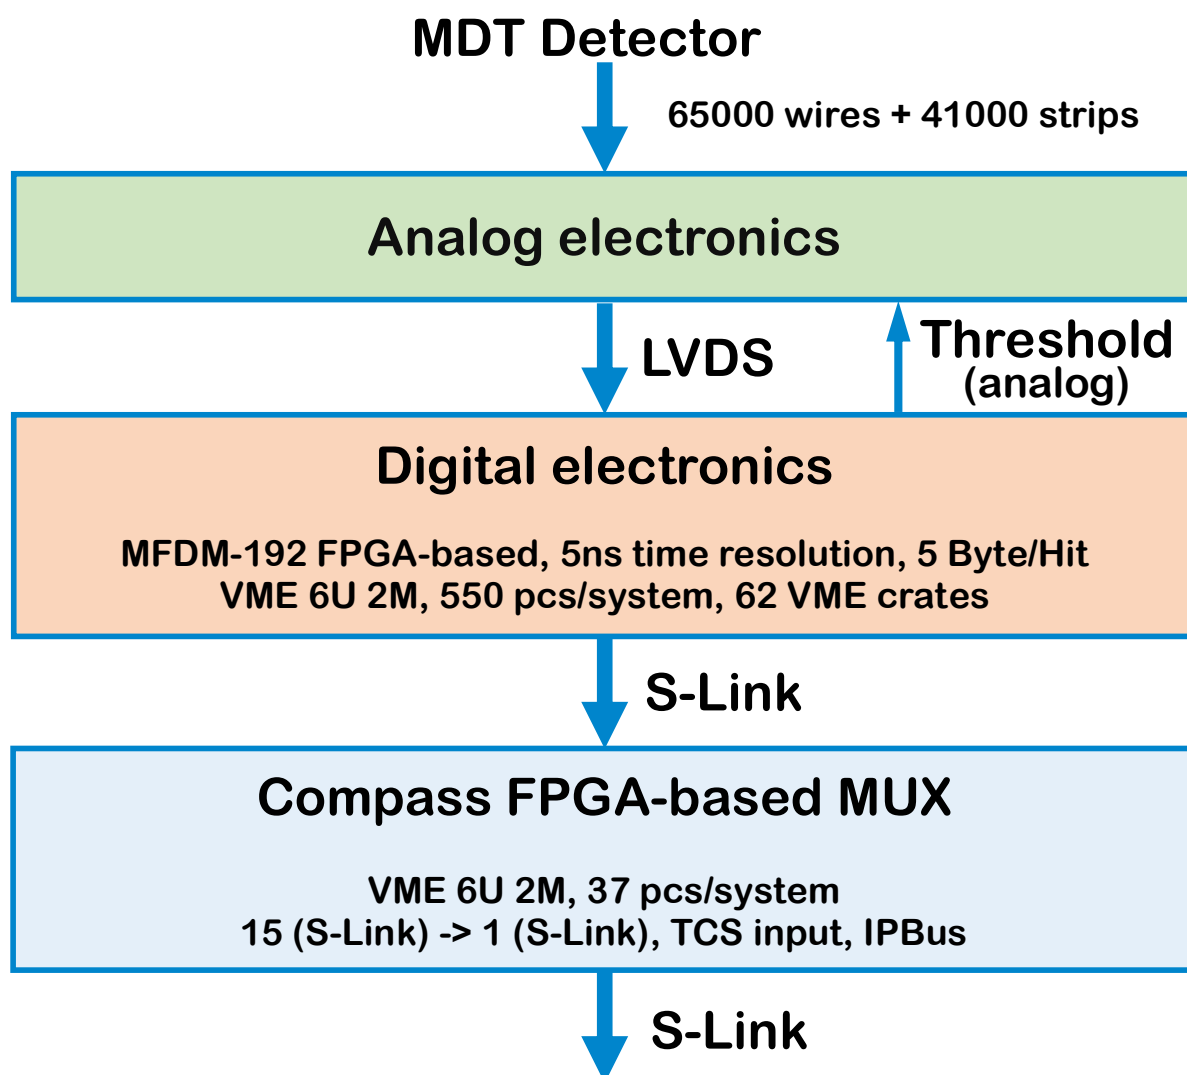 MDT Detector
65000 wires + 41000 strips
Analog electronics
LVDS
Threshold
(analog)
Digital electronics
MFDM-192 FPGA-based, 5ns time resolution, 5 Byte/Hit
VME 6U 2M, 550 pcs/system, 62 VME crates
S-Link
Compass FPGA-based MUX
VME 6U 2M, 37 pcs/system
15 (S-Link) -> 1 (S-Link), TCS input, IPBus
S-Link